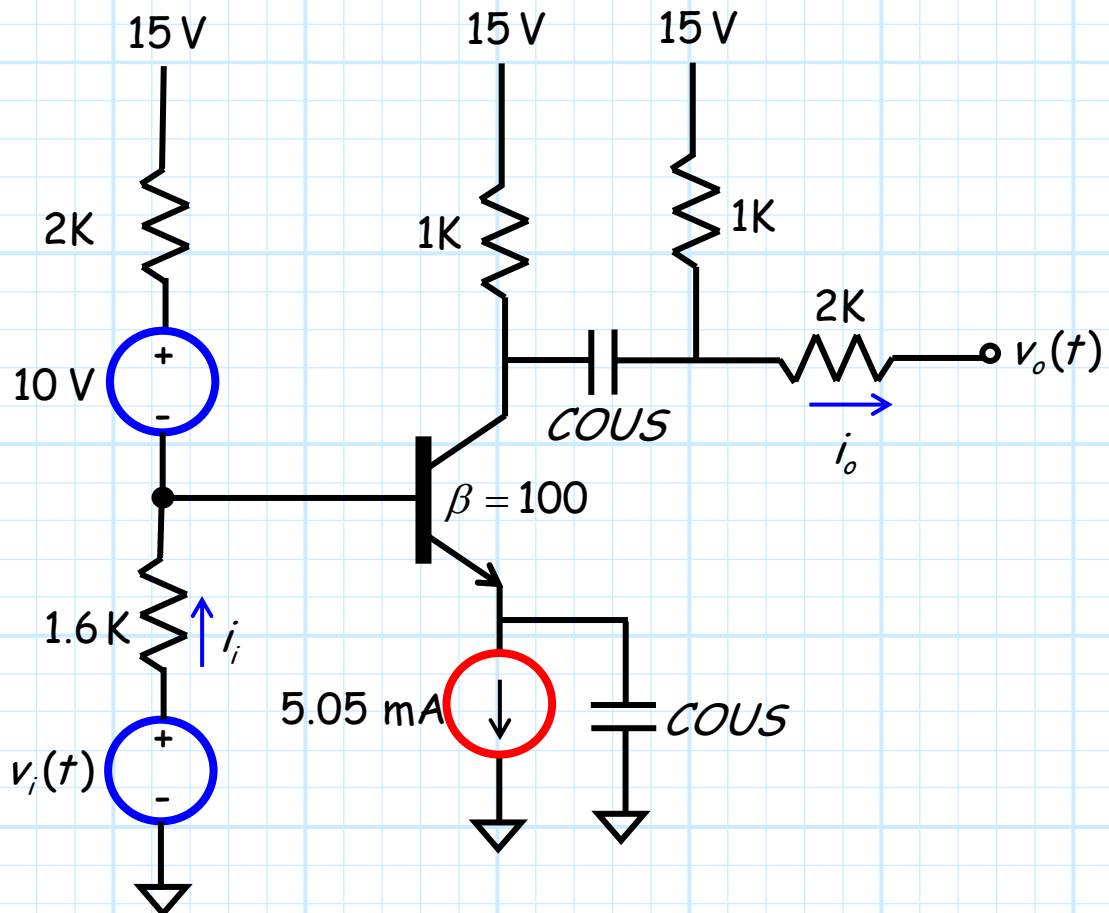 15 V
15 V
15 V
2K
1K
1K
2K
+
10 V
-
v_o(t)
COUS
i_o
β = 100
1.6 K
i_i
5.05 mA
COUS
+
v_i(t)
-